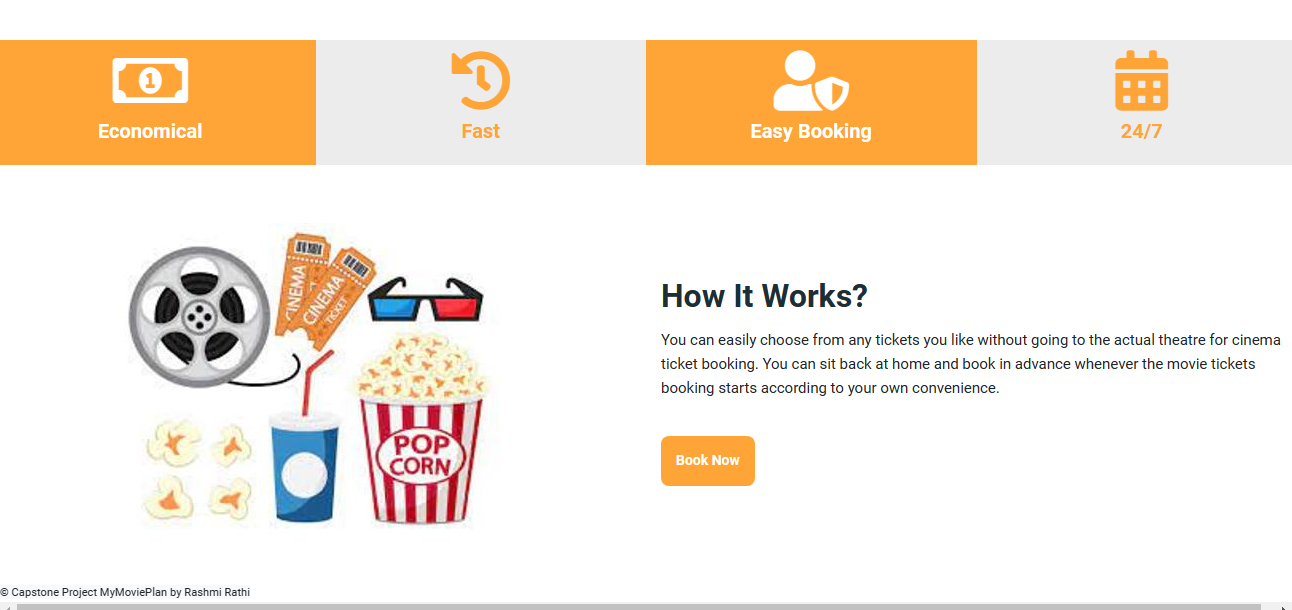 1
Economical
Fast
Easy Booking
24/7
CINEMA
CINEMA
TICKET
POP
CORN
How It Works?
You can easily choose from any tickets you like without going to the actual theatre for cinema
ticket booking. You can sit back at home and book in advance whenever the movie tickets
booking starts according to your own convenience.
Book Now
© Capstone Project MyMoviePlan by Rashmi Rathi